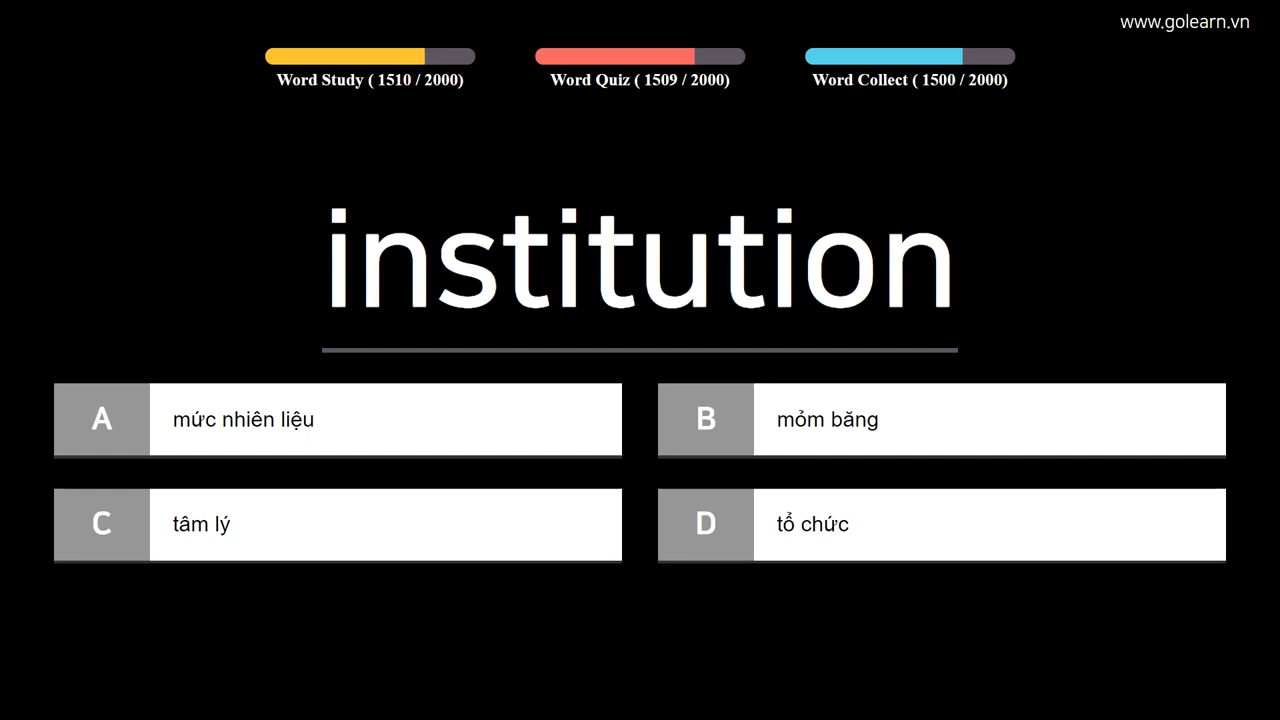 www.golearn.vn
Word Study ( 1510 / 2000)
Word Quiz ( 1509 / 2000)
Word Collect ( 1500 / 2000)
institution
A mức nhiên liệu
B mỏm băng
C tâm lý
D tổ chức